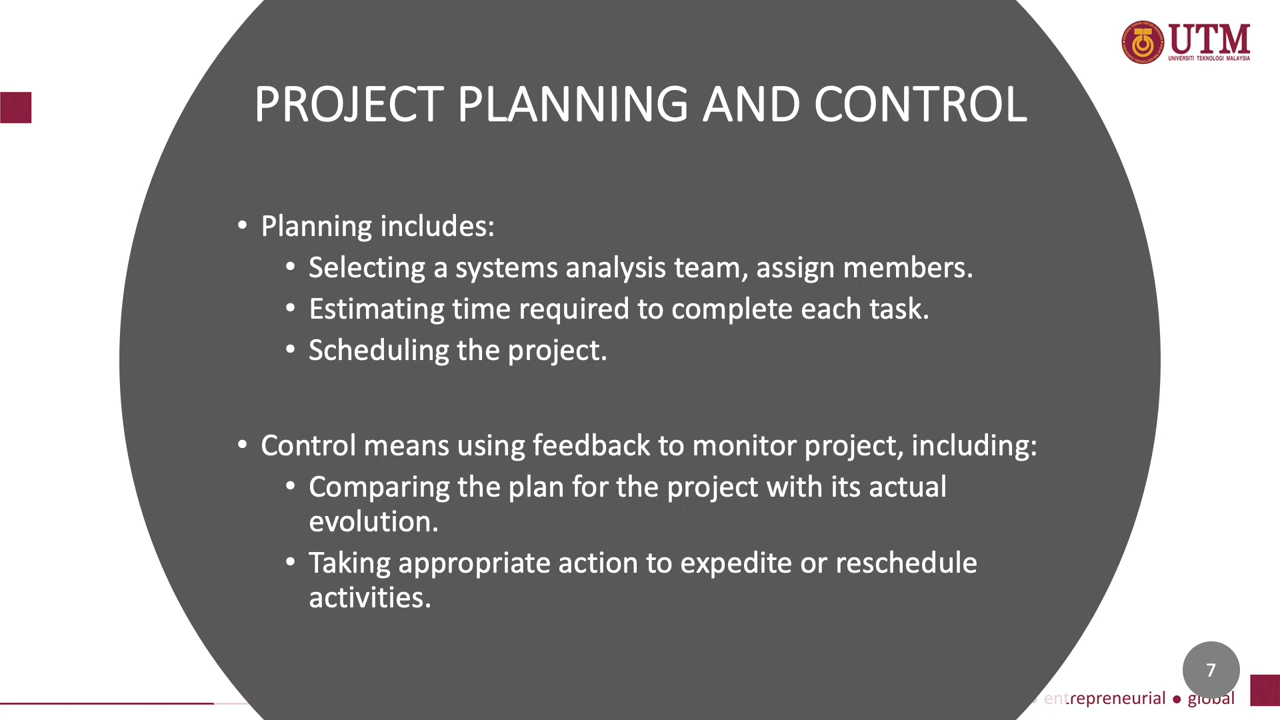 UTM
UNIVERSITI TEKNOLOGI MALAYSIA
PROJECT PLANNING AND CONTROL
• Planning includes:
• Selecting a systems analysis team, assign members.
• Estimating time required to complete each task.
• Scheduling the project.
• Control means using feedback to monitor project, including:
• Comparing the plan for the project with its actual
evolution.
• Taking appropriate action to expedite or reschedule
activities.
7
entrepreneurial ● global